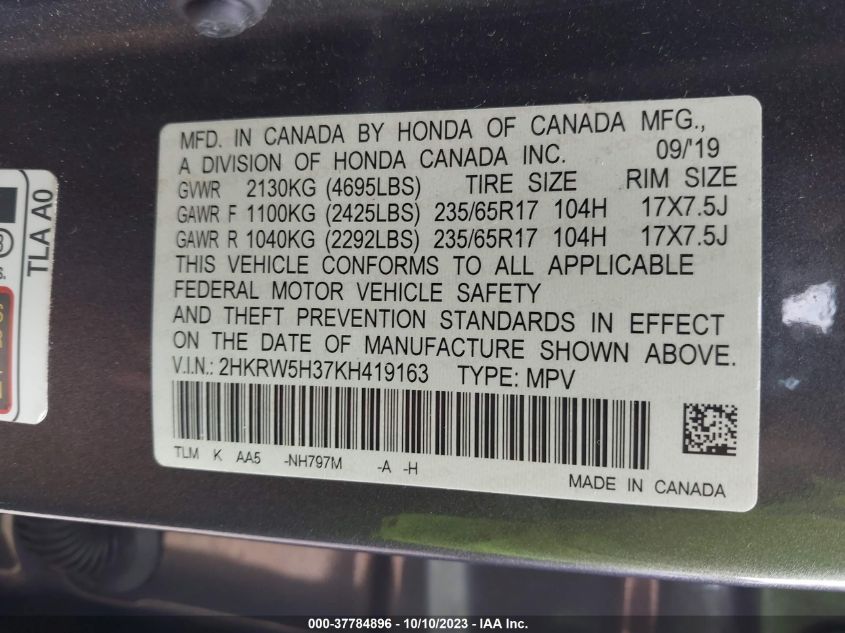 MFD. IN CANADA BY HONDA OF CANADA MFG.,
A DIVISION OF HONDA CANADA INC. 09/'19
GVWR 2130KG (4695LBS) TIRE SIZE RIM SIZE
GAWR F 1100KG (2425LBS) 235/65R17 104H 17X7.5J
GAWR R 1040KG (2292LBS) 235/65R17 104H 17X7.5J
THIS VEHICLE CONFORMS TO ALL APPLICABLE
FEDERAL MOTOR VEHICLE SAFETY
AND THEFT PREVENTION STANDARDS IN EFFECT
ON THE DATE OF MANUFACTURE SHOWN ABOVE.
V.I.N.: 2HKRW5H37KH419163 TYPE: MPV
TLM K AA5 -NH797M -A -H
MADE IN CANADA
TLA A0
000-37784896 - 10/10/2023 - IAA Inc.